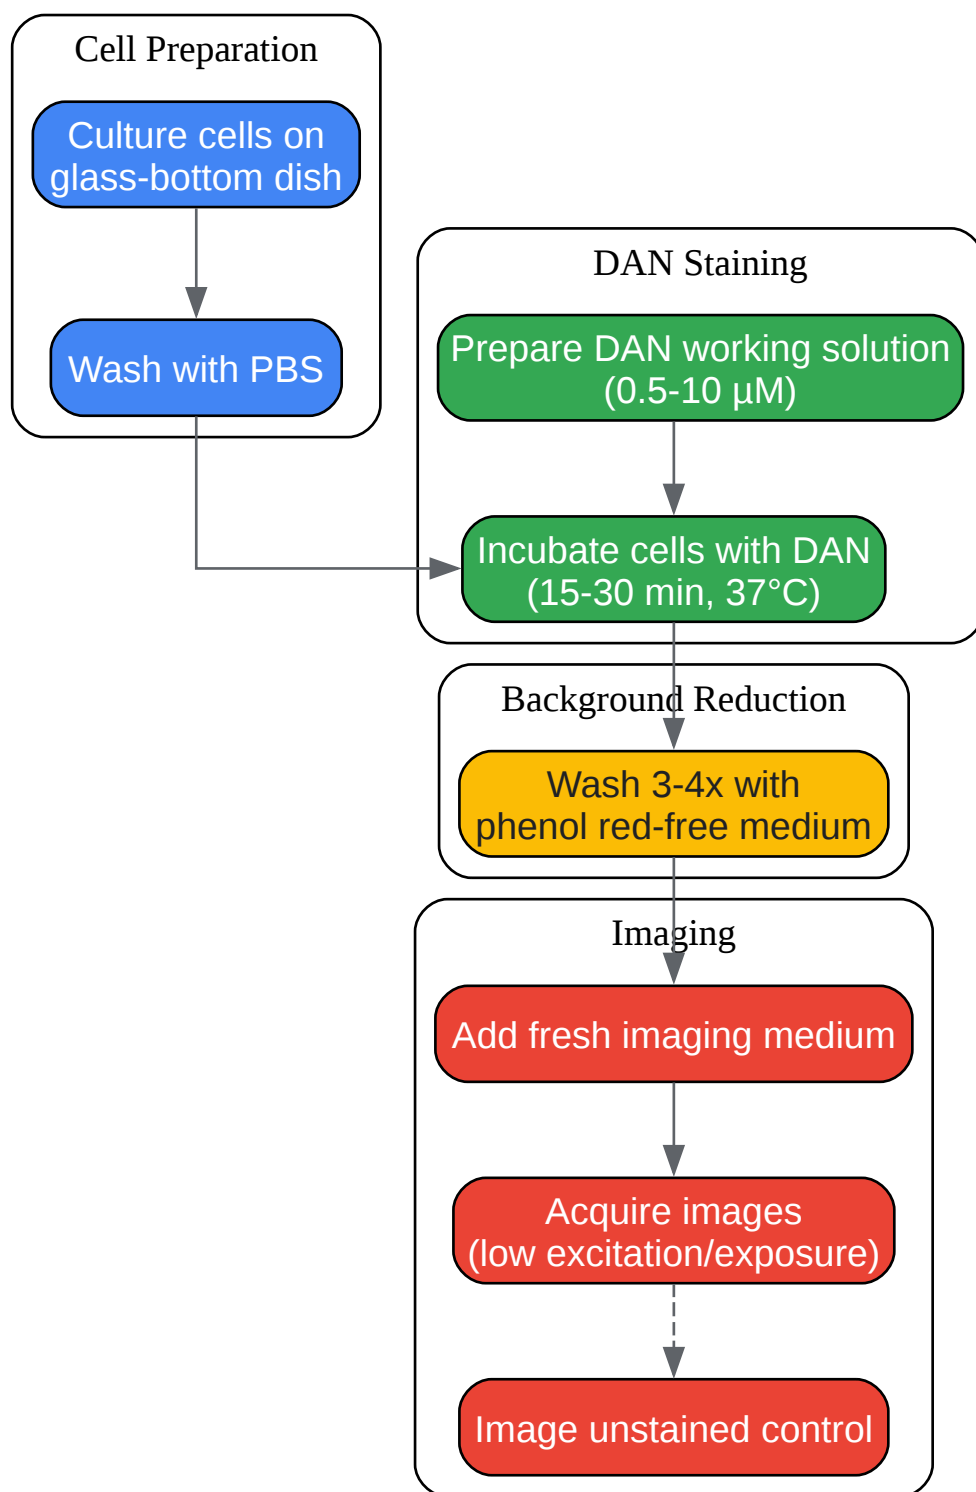 Cell Preparation
Culture cells on
glass-bottom dish
Wash with PBS
DAN Staining
Prepare DAN working solution
(0.5-10 µM)
Incubate cells with DAN
(15-30 min, 37°C)
Background Reduction
Wash 3-4x with
phenol red-free medium
Imaging
Add fresh imaging medium
Acquire images
(low excitation/exposure)
Image unstained control